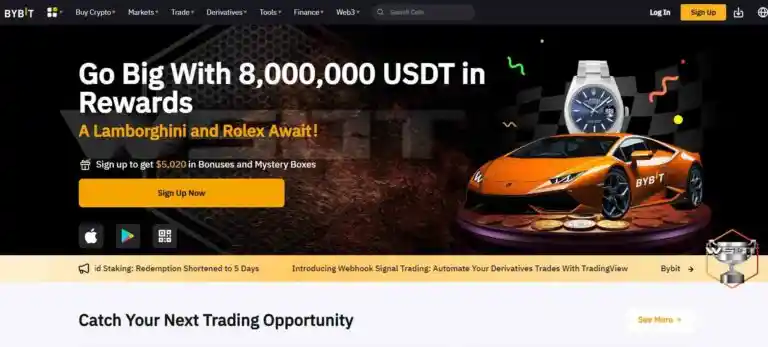 BYBIT
Buy Crypto
Markets
Trade
Derivatives
Tools
Finance
Web3
Search Coin
Log In
Sign Up
Go Big With 8,000,000 USDT in
Rewards
A Lamborghini and Rolex Await!
Sign up to get $5,020 in Bonuses and Mystery Boxes
Sign Up Now
BYBIT
WSOT
id Staking: Redemption Shortened to 5 Days
Introducing Webhook Signal Trading: Automate Your Derivatives Trades With TradingView
Bybit
WSOT
Catch Your Next Trading Opportunity
See More